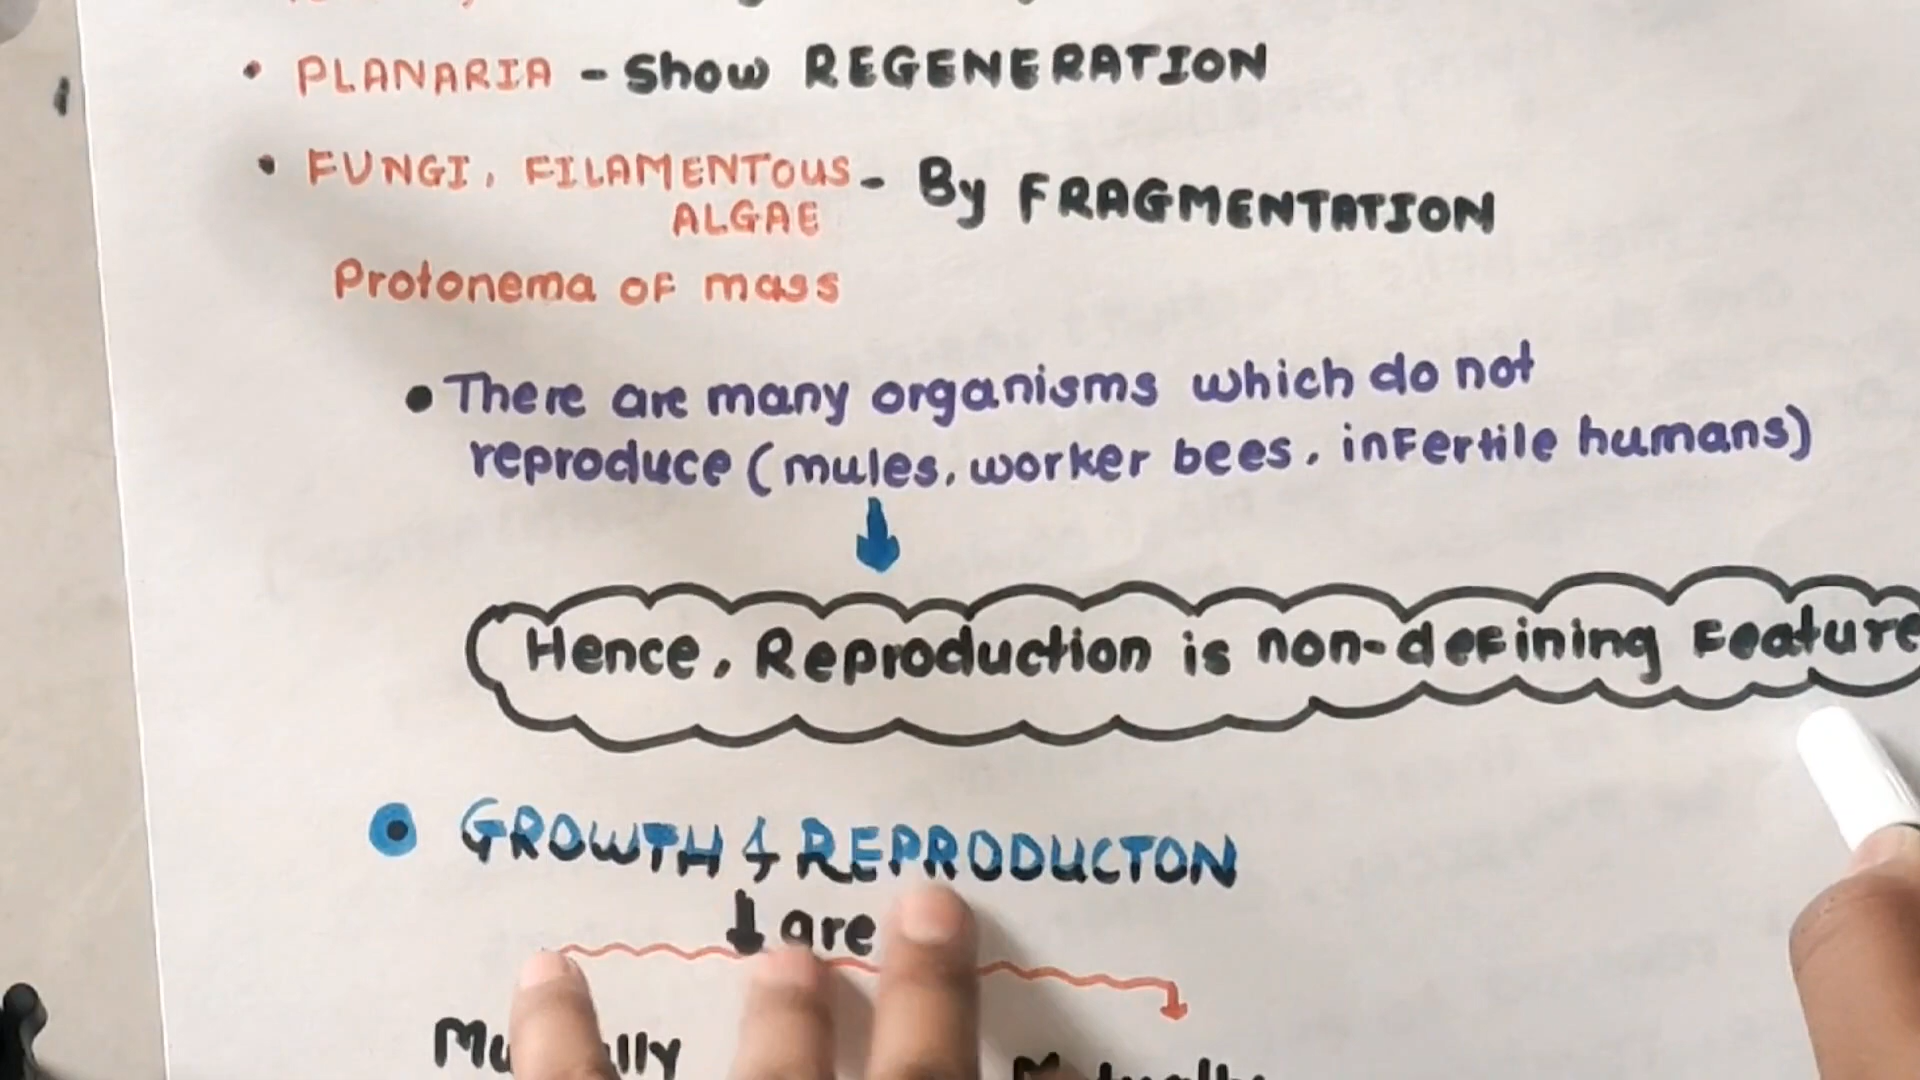 • PLANARIA - Show REGENERATION
• FUNGI, FILAMENTOUS ALGAE - By FRAGMENTATION
Protonema of mass
• There are many organisms which do not
reproduce (mules, worker bees, infertile humans)
Hence, Reproduction is non-defining Feature
GROWTH & REPRODUCTON
are